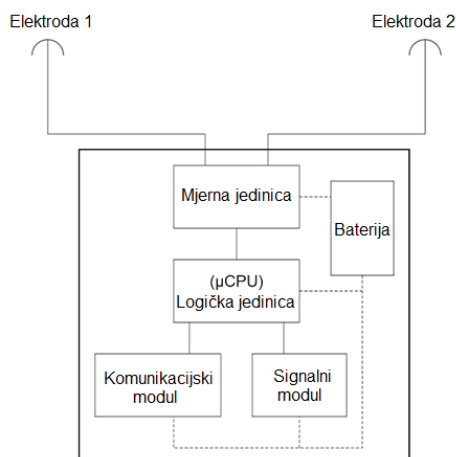 Elektroda 1
Elektroda 2
Mjerna jedinica
Baterija
(µCPU)
Logička jedinica
Komunikacijski
modul
Signalni
modul